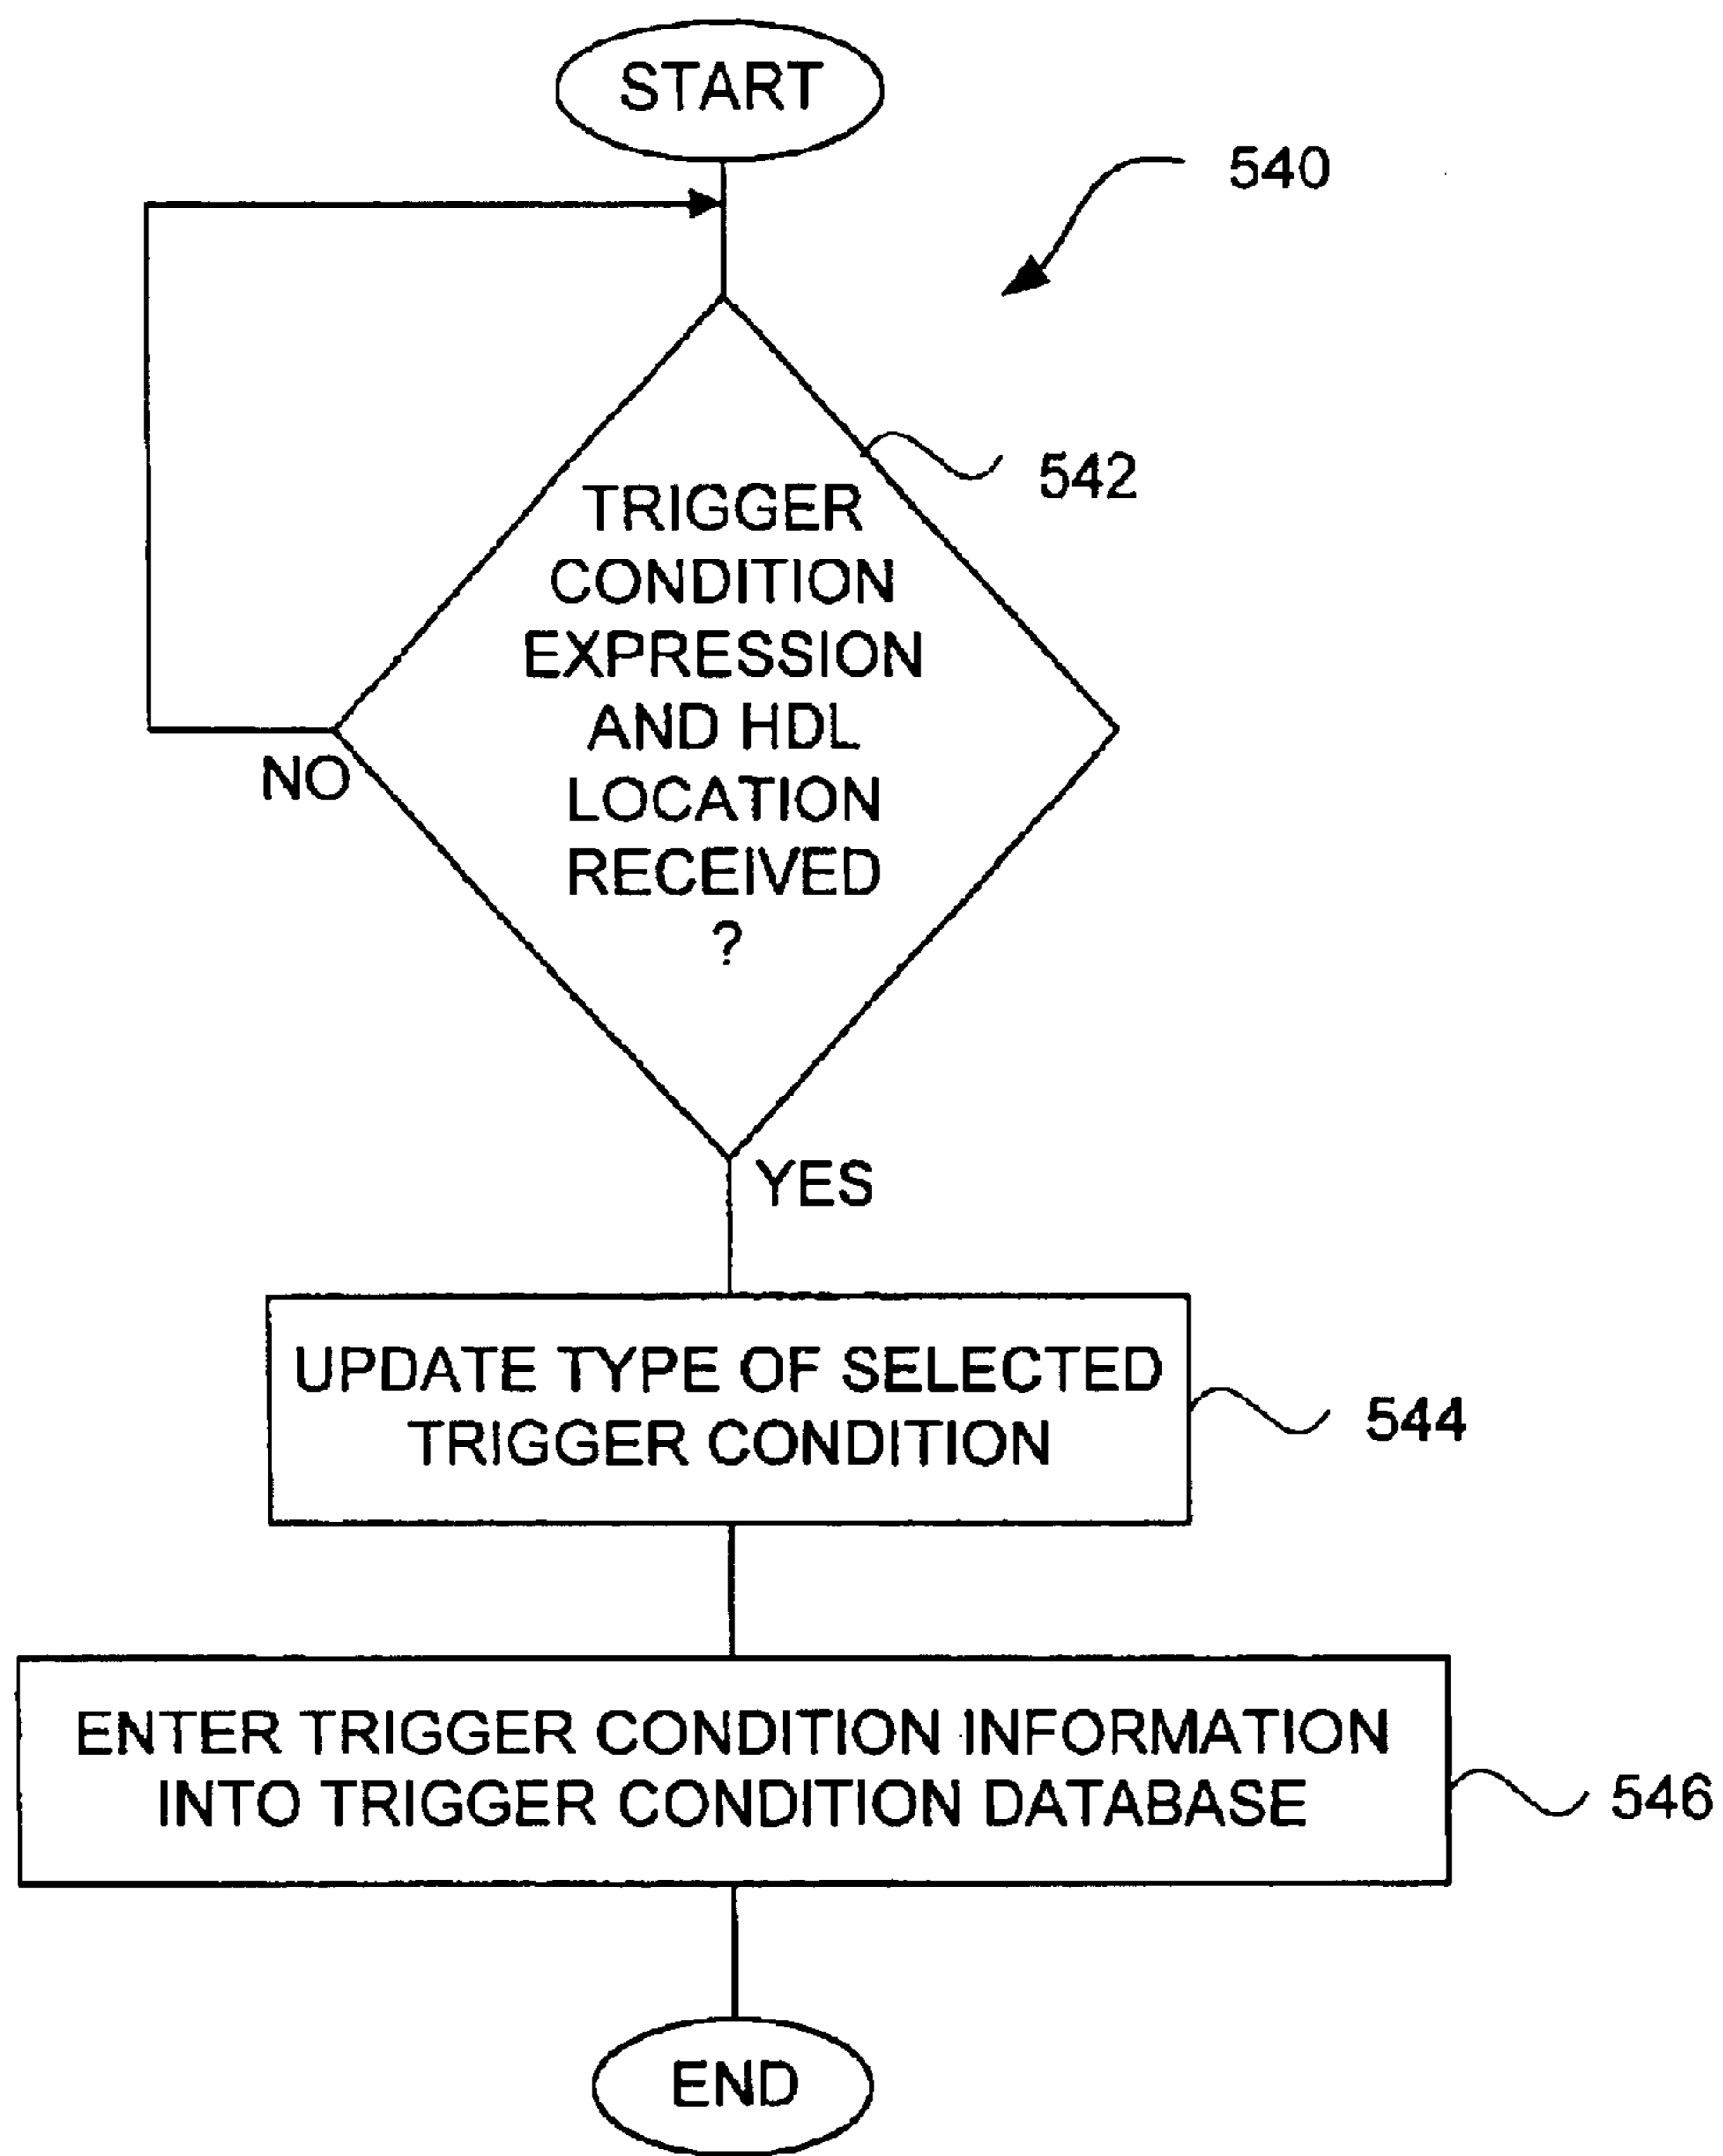 START
540
542
TRIGGER
CONDITION
EXPRESSION
AND HDL
LOCATION
RECEIVED
?
NO
YES
UPDATE TYPE OF SELECTED
TRIGGER CONDITION
544
ENTER TRIGGER CONDITION INFORMATION
INTO TRIGGER CONDITION DATABASE
546
END